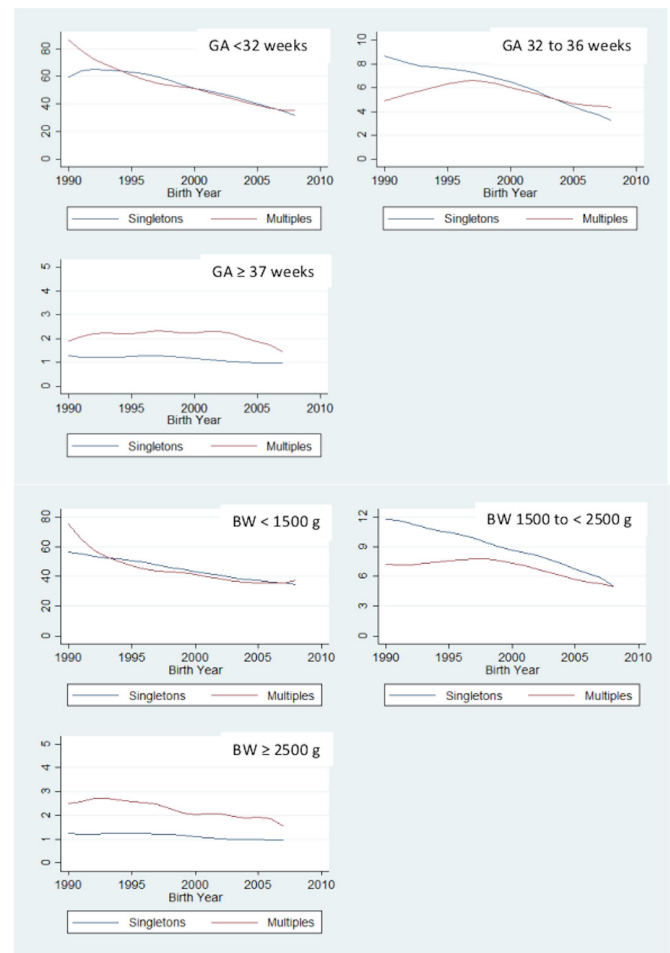 GA <32 weeks
80
60
40
20
0
1990 1995 2000 2005 2010
Birth Year
Singletons Multiples
GA 32 to 36 weeks
10
8
6
4
2
0
1990 1995 2000 2005 2010
Birth Year
Singletons Multiples
GA ≥ 37 weeks
5
4
3
2
1
0
1990 1995 2000 2005 2010
Birth Year
Singletons Multiples
BW < 1500 g
80
60
40
20
0
1990 1995 2000 2005 2010
Birth Year
Singletons Multiples
BW 1500 to < 2500 g
12
9
6
3
0
1990 1995 2000 2005 2010
Birth Year
Singletons Multiples
BW ≥ 2500 g
5
4
3
2
1
0
1990 1995 2000 2005 2010
Birth Year
Singletons Multiples